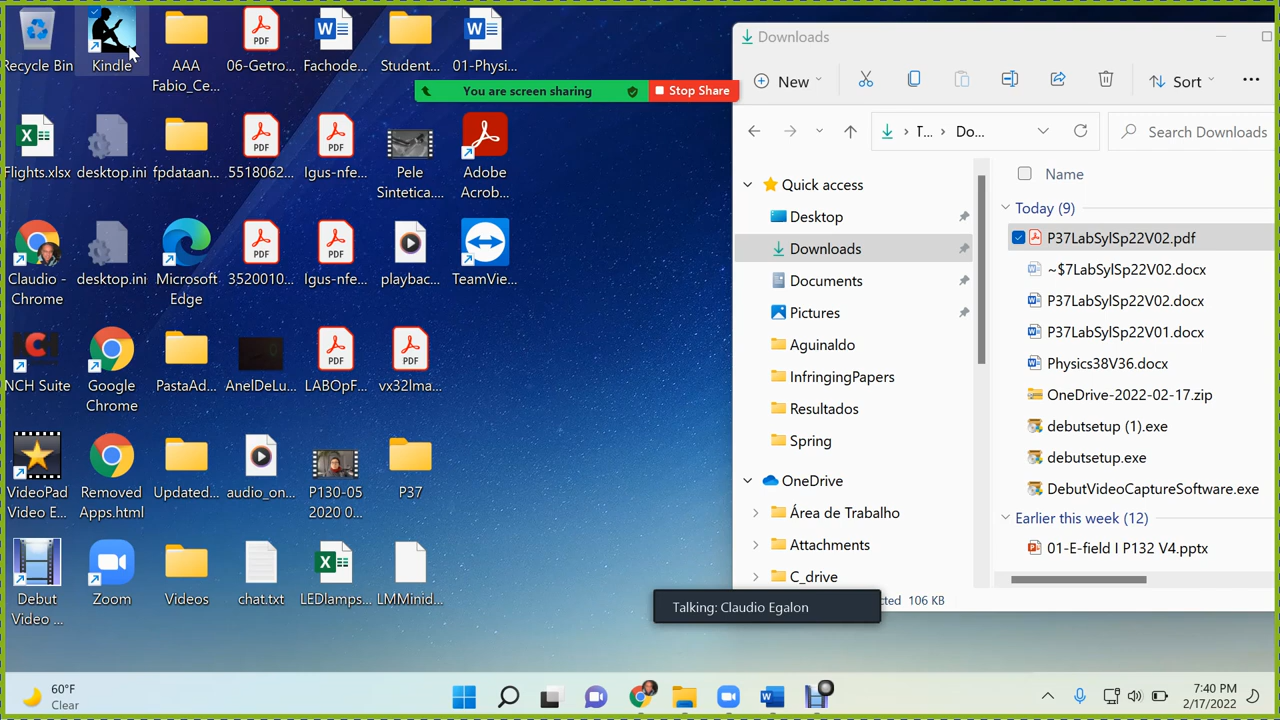 Recycle Bin
Kindle
AAA
Fabio_Ce...
06-Getro...
Fachode...
Student...
01-Physi...
You are screen sharing
Stop Share
Flights.xlsx
desktop.ini
fpdataan...
5518062...
Igus-nfe...
Igus-nfe...
Pele
Sintetica....
Adobe
Acrob...
Claudio -
Chrome
desktop.ini
Microsoft
Edge
3520010...
playbac...
TeamVie...
NCH Suite
Google
Chrome
PastaAd...
AnelDeLu...
LABOpF...
vx32Ima...
VideoPad
Video E...
Removed
Apps.html
Updated...
audio_on...
P130-05
2020 0...
P37
Debut
Video ...
Zoom
Videos
chat.txt
LEDlamps...
LMMinid...
Downloads
New
Sort
T...
Do...
Search Downloads
Quick access
Desktop
Downloads
Documents
Pictures
Aguinaldo
InfringingPapers
Resultados
Spring
OneDrive
Área de Trabalho
Attachments
C_drive
Name
Today (9)
P37LabSylSp22V02.pdf
~$7LabSylSp22V02.docx
P37LabSylSp22V02.docx
P37LabSylSp22V01.docx
Physics38V36.docx
OneDrive-2022-02-17.zip
debutsetup (1).exe
debutsetup.exe
DebutVideoCaptureSoftware.exe
Earlier this week (12)
01-E-field I P132 V4.pptx
Talking: Claudio Egalon
cted 106 KB
60°F
Clear
7:40 PM
2/17/2022